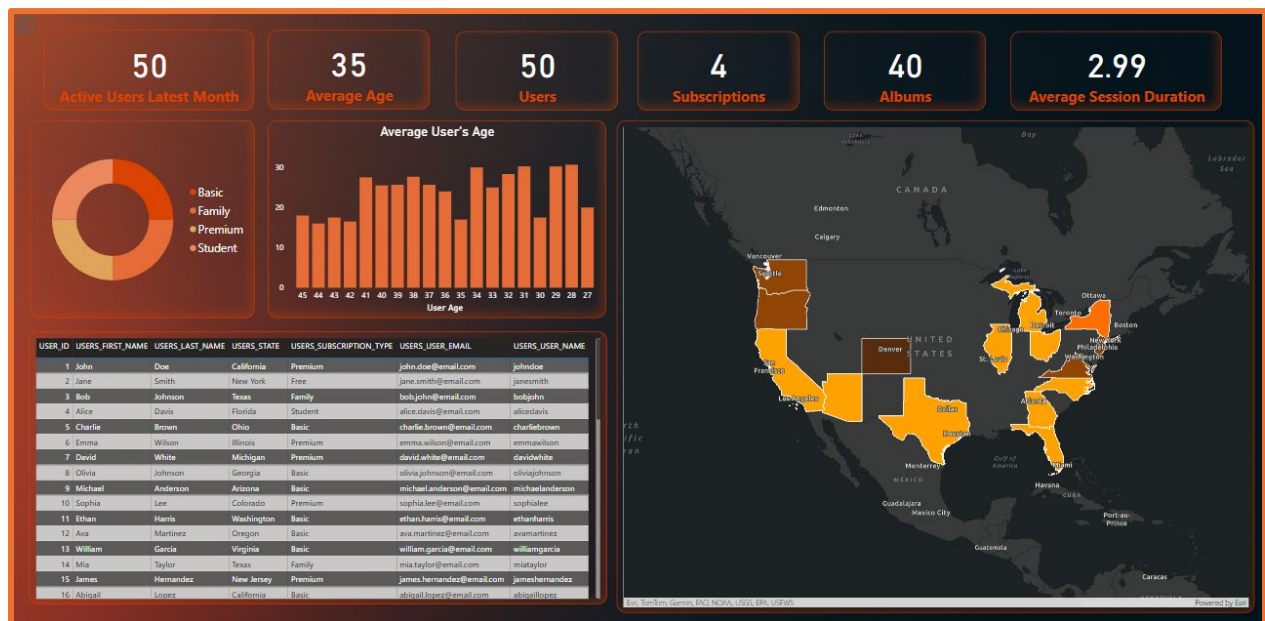 50
Active Users Latest Month
35
Average Age
50
Users
4
Subscriptions
40
Albums
2.99
Average Session Duration
Basic
Family
Premium
Student
Average User's Age
30
20
10
0
45 44 43 42 41 40 39 38 37 36 35 34 33 32 31 30 29 28 27
User Age
USER_ID USERS_FIRST_NAME USERS_LAST_NAME USERS_STATE USERS_SUBSCRIPTION_TYPE USERS_USER_EMAIL USERS_USER_NAME
1 John Doe California Premium john.doe@email.com johndoe
2 Jane Smith New York Free jane.smith@email.com janesmith
3 Bob Johnson Texas Family bob.john@email.com bobjohn
4 Alice Davis Florida Student alice.davis@email.com alicedavis
5 Charlie Brown Ohio Basic charlie.brown@email.com charliebrown
6 Emma Wilson Illinois Premium emma.wilson@email.com emmawilson
7 David White Michigan Premium david.white@email.com davidwhite
8 Olivia Johnson Georgia Basic olivia.johnson@email.com oliviajohnson
9 Michael Anderson Arizona Basic michael.anderson@email.com michaelanderson
10 Sophia Lee Colorado Premium sophia.lee@email.com sophialee
11 Ethan Harris Washington Basic ethan.harris@email.com ethanharris
12 Ava Martinez Oregon Basic ava.martinez@email.com avamartinez
13 William Garcia Virginia Basic william.garcia@email.com williamgarcia
14 Mia Taylor Texas Family mia.taylor@email.com miataylor
15 James Hernandez New Jersey Premium james.hernandez@email.com jameshernandez
16 Abigail Lopez California Basic abigail.lopez@email.com abigaillopez
Bay
Labrador
Sea
CANADA
Edmonton
Calgary
Vancouver
Seattle
Lake
Ottawa
Toronto
Boston
Chicago
Detroit
New York
Philadelphia
Washington
UNITED
STATES
Denver
St. Louis
San
Francisco
Los Angeles
Atlanta
Dallas
Houston
Monterrey
Gulf of
America
Miami
MÉXICO
Havana
CUBA
Guadalajara
Mexico City
Port-au-
Prince
Guatemala
Caracas
Esri, TomTom, Garmin, FAO, NOAA, USGS, EPA, USFWS
Powered by Esri